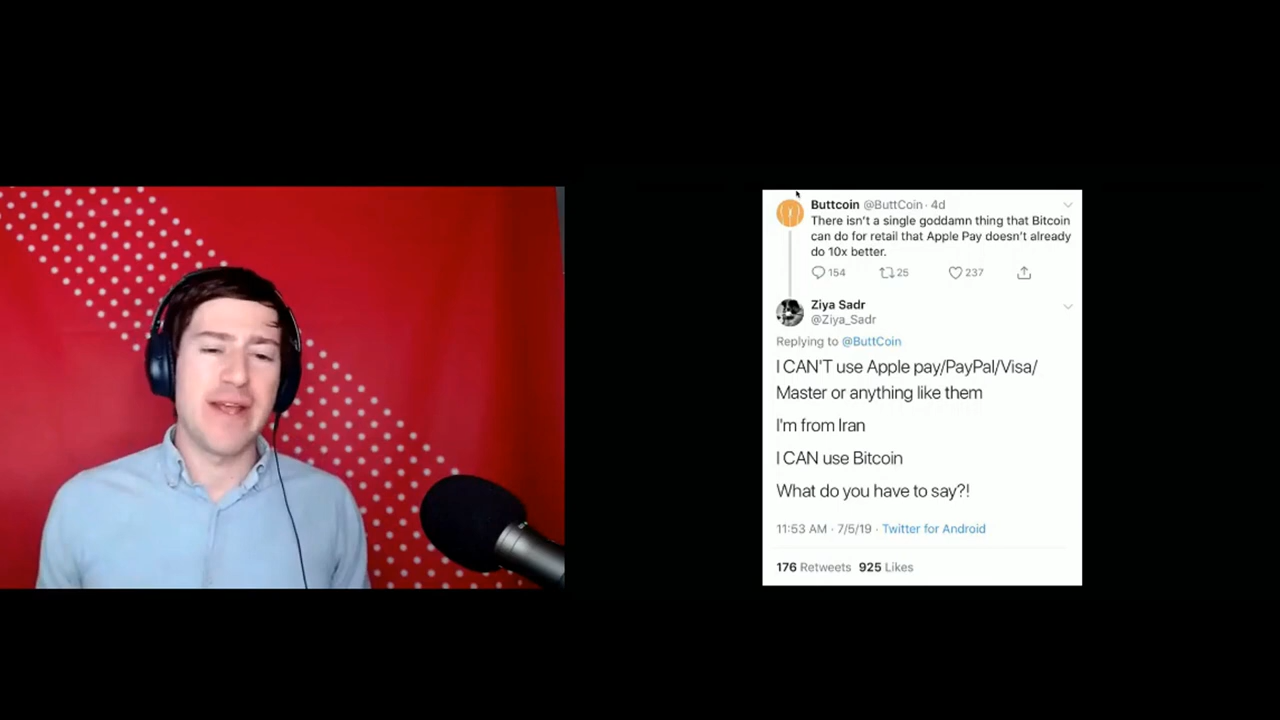 Buttcoin @ButtCoin · 4d
There isn't a single goddamn thing that Bitcoin
can do for retail that Apple Pay doesn't already
do 10x better.
154 25 237
Ziya Sadr
@Ziya_Sadr
Replying to @ButtCoin
I CAN'T use Apple pay/PayPal/Visa/
Master or anything like them
I'm from Iran
I CAN use Bitcoin
What do you have to say?!
11:53 AM · 7/5/19 · Twitter for Android
176 Retweets 925 Likes